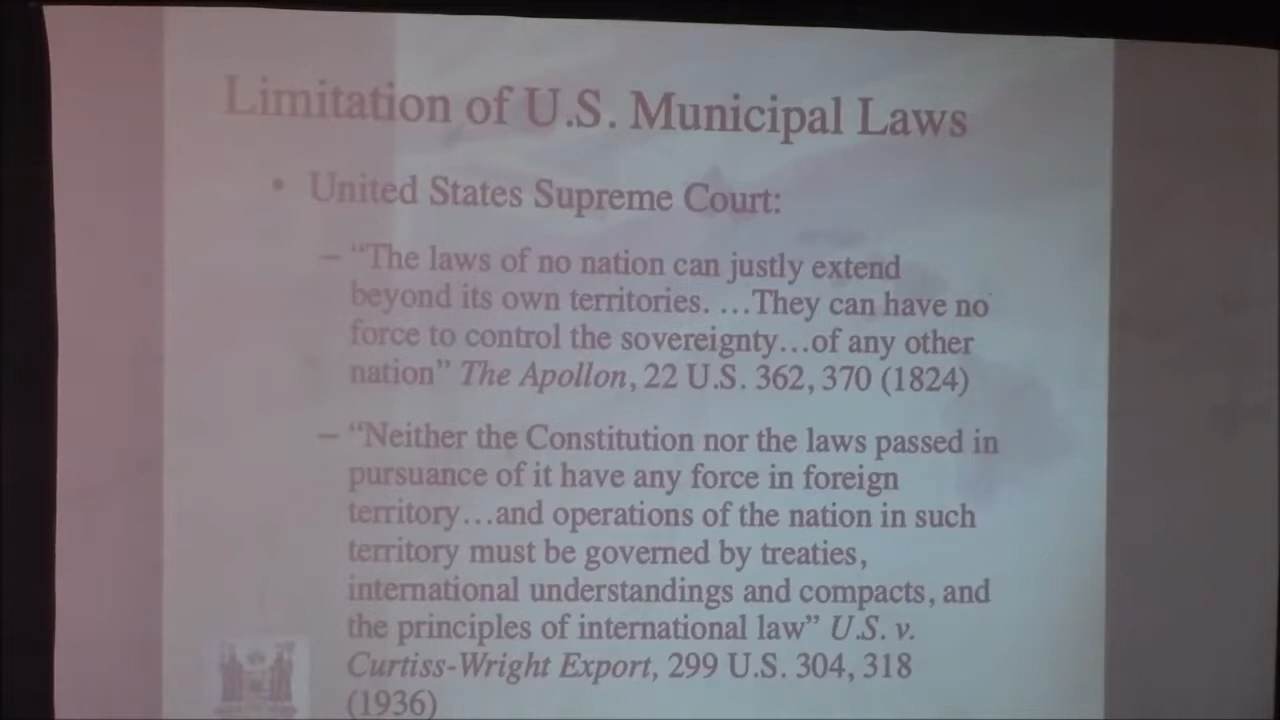 Limitation of U.S. Municipal Laws
• United States Supreme Court:
– “The laws of no nation can justly extend
beyond its own territories. …They can have no
force to control the sovereignty…of any other
nation” The Apollon, 22 U.S. 362, 370 (1824)
– “Neither the Constitution nor the laws passed in
pursuance of it have any force in foreign
territory…and operations of the nation in such
territory must be governed by treaties,
international understandings and compacts, and
the principles of international law” U.S. v.
Curtiss-Wright Export, 299 U.S. 304, 318
(1936)